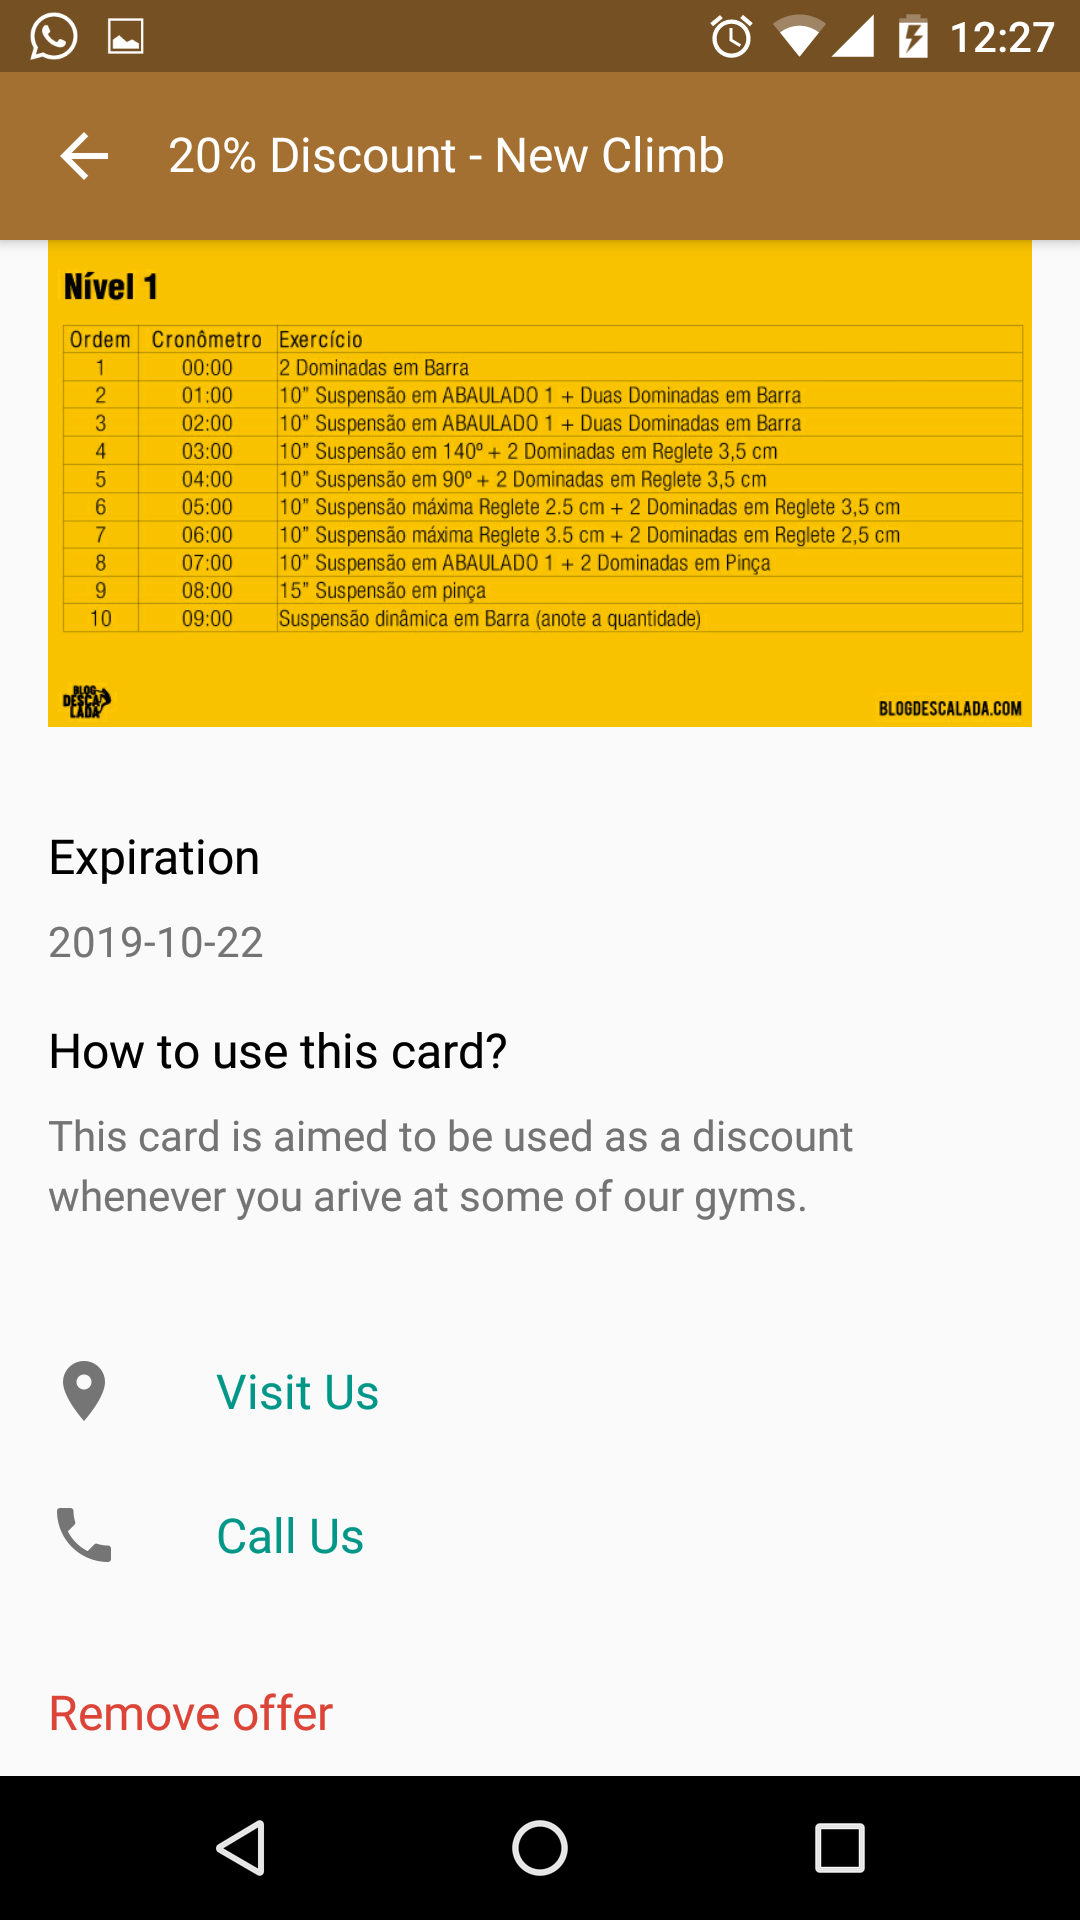 12:27
20% Discount - New Climb
Nível 1
Ordem Cronômetro Exercício
1 00:00 2 Dominadas em Barra
2 01:00 10” Suspensão em ABAULADO 1 + Duas Dominadas em Barra
3 02:00 10” Suspensão em ABAULADO 1 + Duas Dominadas em Barra
4 03:00 10” Suspensão em 140º + 2 Dominadas em Reglete 3,5 cm
5 04:00 10” Suspensão em 90º + 2 Dominadas em Reglete 3,5 cm
6 05:00 10” Suspensão máxima Reglete 2.5 cm + 2 Dominadas em Reglete 3,5 cm
7 06:00 10” Suspensão máxima Reglete 3.5 cm + 2 Dominadas em Reglete 2,5 cm
8 07:00 10” Suspensão em ABAULADO 1 + 2 Dominadas em Pinça
9 08:00 15” Suspensão em pinça
10 09:00 Suspensão dinâmica em Barra (anote a quantidade)
BLOG
DESCA
LADA
BLOGDESCALADA.COM
Expiration
2019-10-22
How to use this card?
This card is aimed to be used as a discount
whenever you arive at some of our gyms.
Visit Us
Call Us
Remove offer